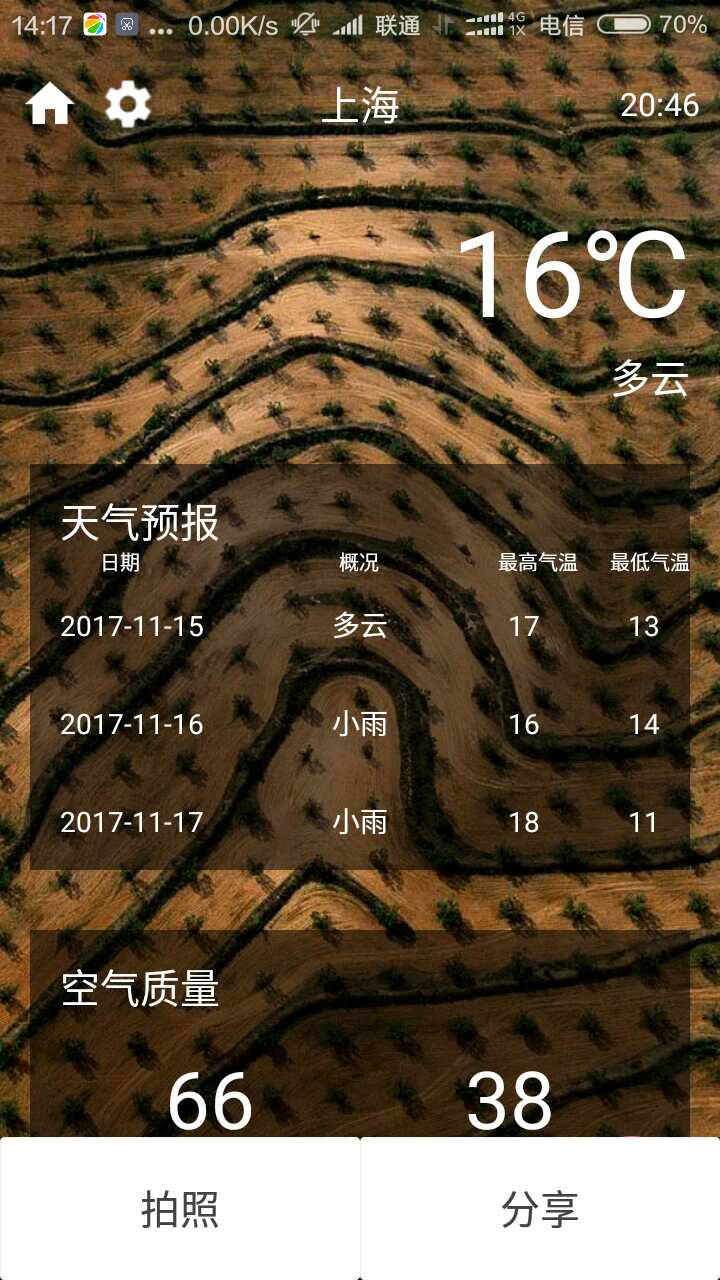 14:17 ... 0.00K/s 联通 4G 1X 电信 70%
上海 20:46
16℃
多云
天气预报
日期 概况 最高气温 最低气温
2017-11-15 多云 17 13
2017-11-16 小雨 16 14
2017-11-17 小雨 18 11
空气质量
66 38
拍照 分享